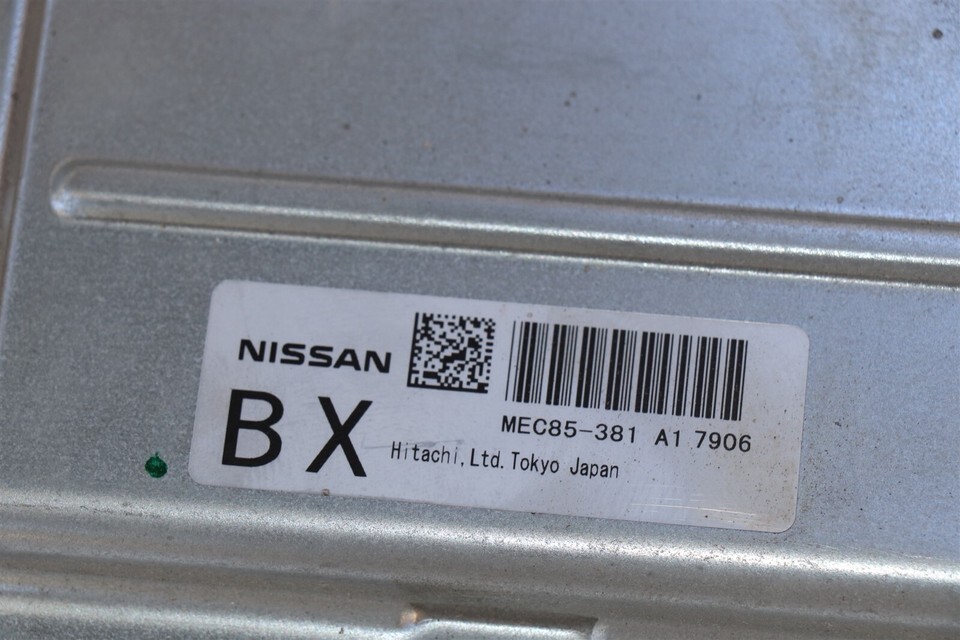 NISSAN
BX
MEC85-381 A1 7906
Hitachi,Ltd. Tokyo Japan